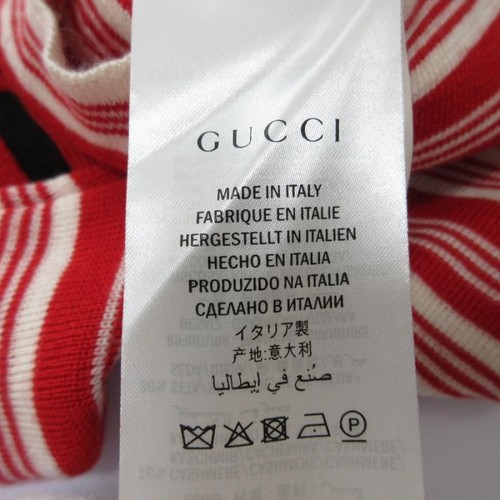 GUCCI
MADE IN ITALY
FABRIQUE EN ITALIE
HERGESTELLT IN ITALIEN
HECHO EN ITALIA
PRODUZIDO NA ITALIA
СДЕЛАНО В ИТАЛИИ
イタリア製
产地:意大利
صنع في إيطاليا
P